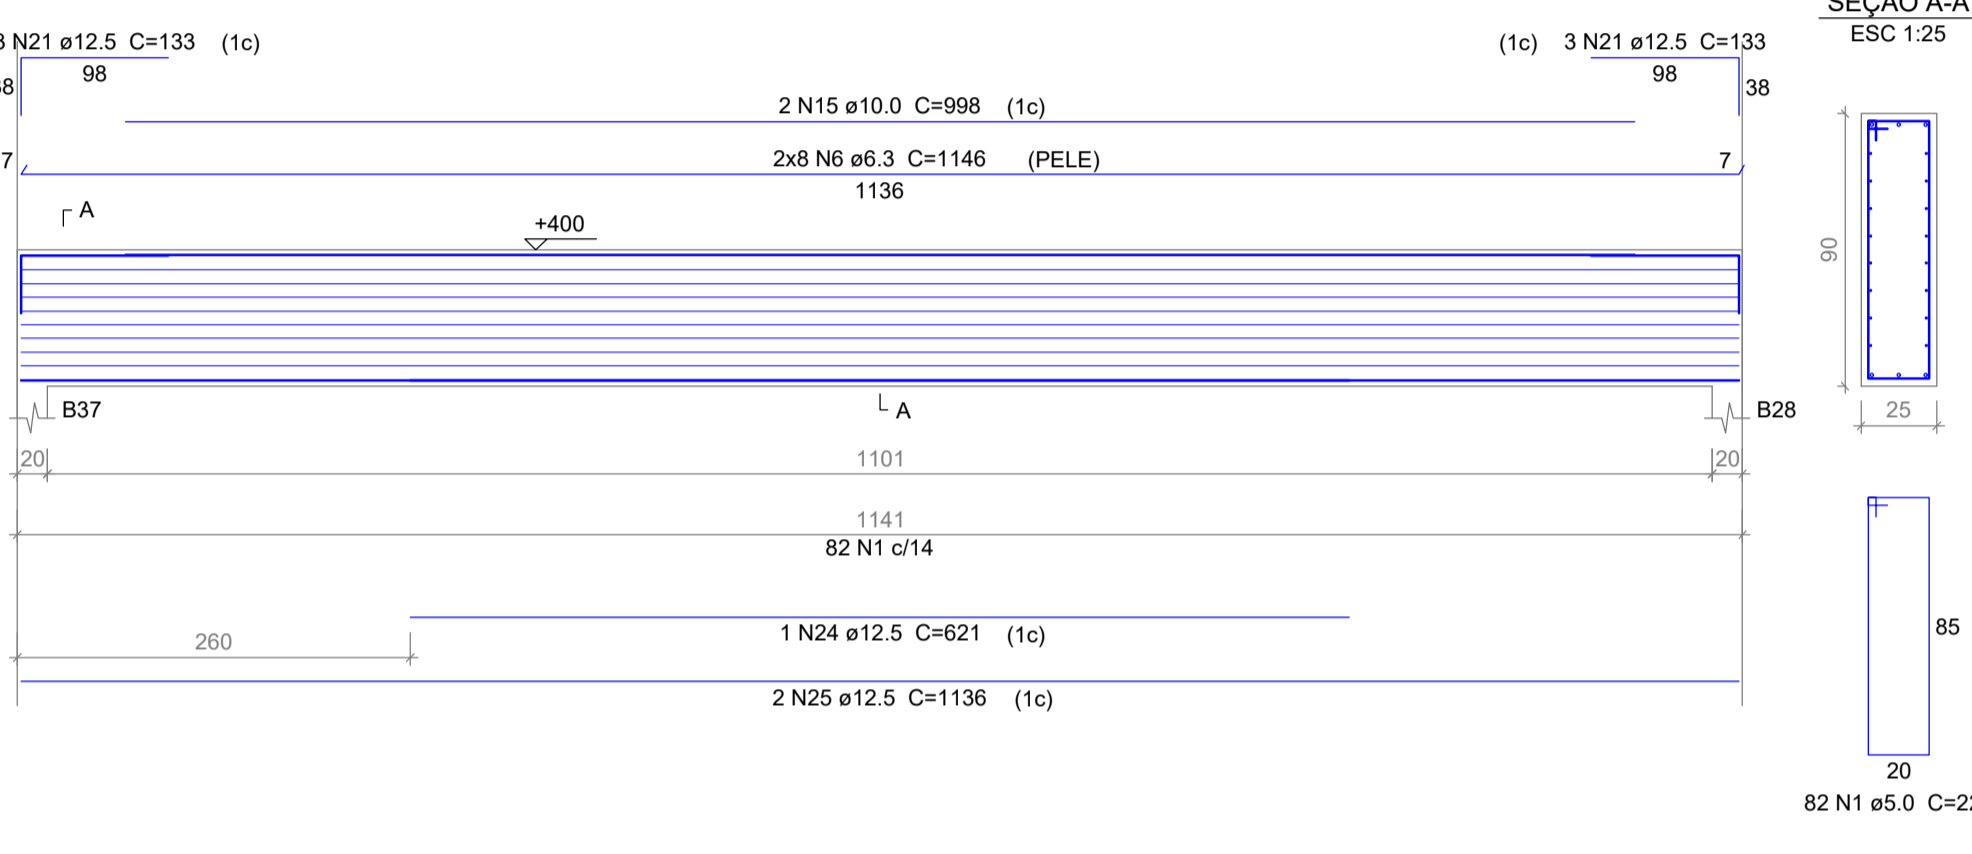 SEÇÃO A-A
ESC 1:25
3 N21 ø12.5 C=133 (1c)
98
38
(1c) 3 N21 ø12.5 C=133
98
38
2 N15 ø10.0 C=998 (1c)
7
2x8 N6 ø6.3 C=1146 (PELE)
7
1136
A
+400
90
25
B37
A
B28
20
1101
20
1141
82 N1 c/14
260
1 N24 ø12.5 C=621 (1c)
2 N25 ø12.5 C=1136 (1c)
85
20
82 N1 ø5.0 C=2